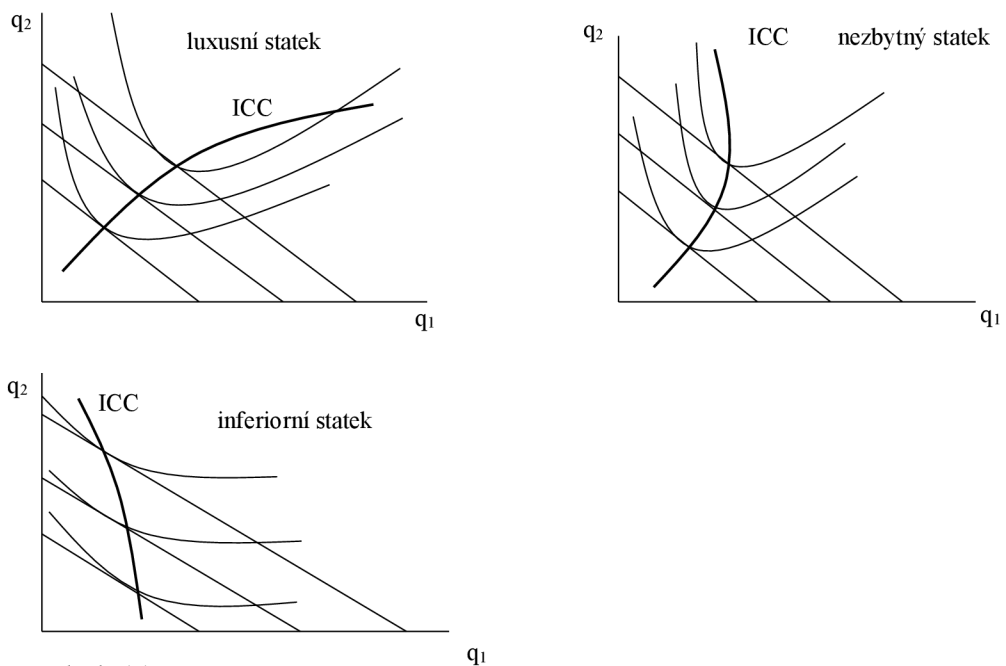 q2
luxusní statek
ICC
q1
q2
ICC
nezbytný statek
q1
q2
ICC
inferiorní statek
q1